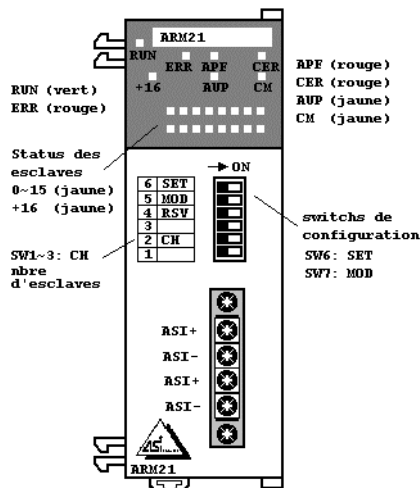 ARM21
RUN
ERR APF CER
+16 AUP CM
RUN (vert)
ERR (rouge)
APF (rouge)
CER (rouge)
AUP (jaune)
CM (jaune)
Status des
esclaves
0~15 (jaune)
+16 (jaune)
→ ON
6 SET
5 MOD
4 RSV
3
2 CH
1
SW1~3: CH
nbre
d'esclaves
switchs de
configuration
SW6: SET
SW7: MOD
ASI+
ASI-
ASI+
ASI-
ARM21